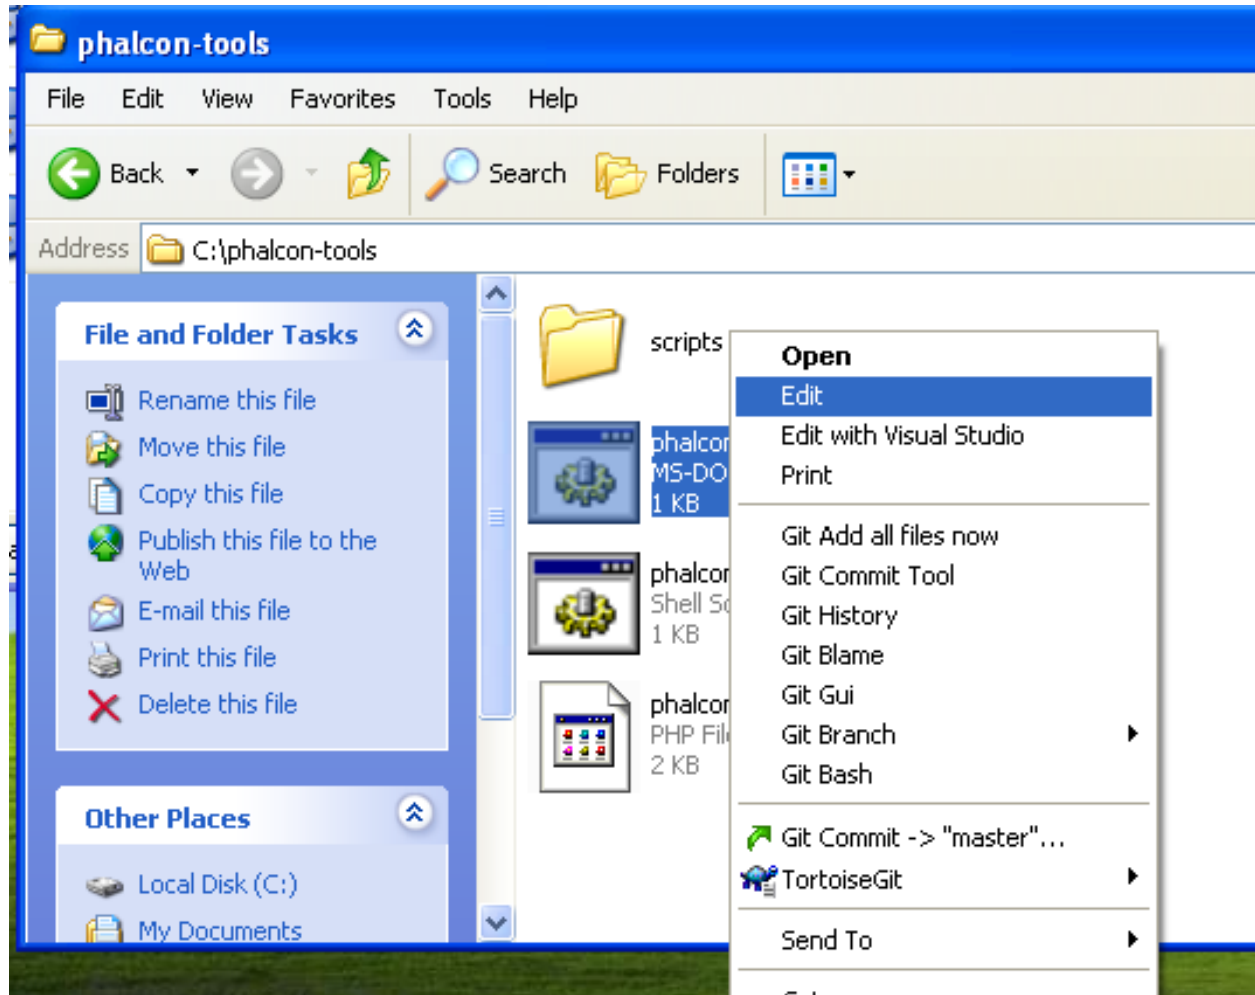 phalcon-tools
File Edit View Favorites Tools Help
Back Search Folders
Address C:\phalcon-tools
File and Folder Tasks
Rename this file
Move this file
Copy this file
Publish this file to the
Web
E-mail this file
Print this file
Delete this file
Other Places
Local Disk (C:)
My Documents
scripts
phalcon
MS-DO
1 KB
phalcon
Shell Sc
1 KB
phalcon
PHP File
2 KB
Open
Edit
Edit with Visual Studio
Print
Git Add all files now
Git Commit Tool
Git History
Git Blame
Git Gui
Git Branch
Git Bash
Git Commit -> "master"...
TortoiseGit
Send To